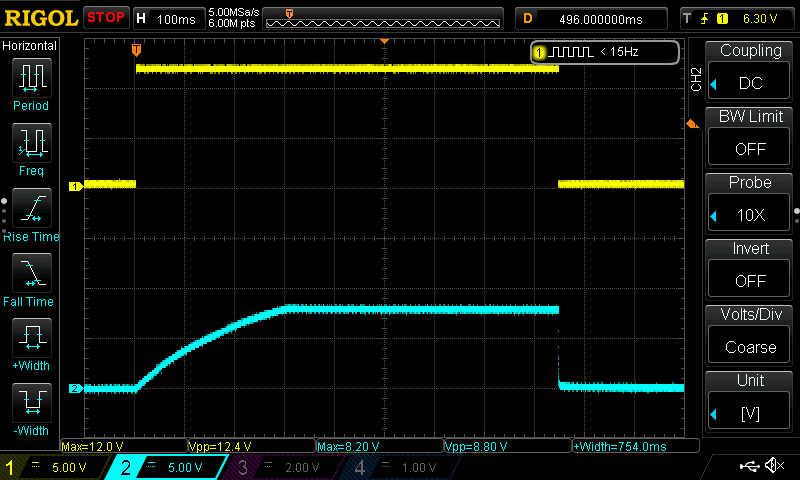 RIGOL STOP H 100ms 5.00MSa/s 6.00M pts T D 496.000000ms T 1 6.30 V
Horizontal
Period
Freq
Rise Time
Fall Time
+Width
-Width
T
1 < 15Hz
1
2
CH2
Coupling
DC
BW Limit
OFF
Probe
10X
Invert
OFF
Volts/Div
Coarse
Unit
[V]
Max=12.0 V Vpp=12.4 V Max=8.20 V Vpp=8.80 V +Width=754.0ms
1 5.00 V 2 5.00 V 3 2.00 V 4 1.00 V